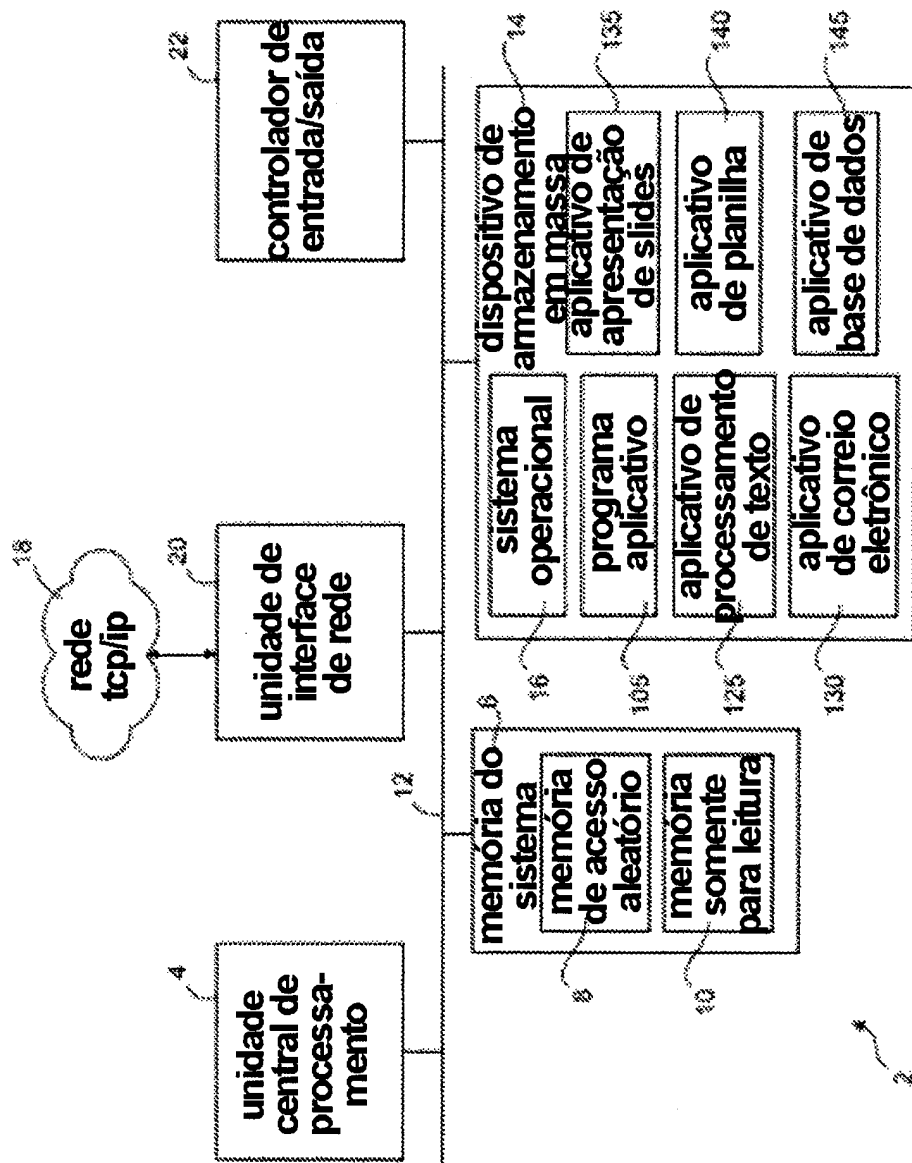 18
rede
tcp/ip
4
unidade
central de
processa-
mento
20
unidade de
interface
de rede
22
controlador de
entrada/saída
12
memória do
sistema
6
memória
de acesso
aleatório
8
memória
somente
para leitura
10
dispositivo de
armazenamento
em massa
14
sistema
operacional
16
programa
aplicativo
105
aplicativo de
processamento
de texto
125
aplicativo
de correio
eletrônico
130
aplicativo de
apresentação
de slides
135
aplicativo
de planilha
140
aplicativo de
base de dados
145
2